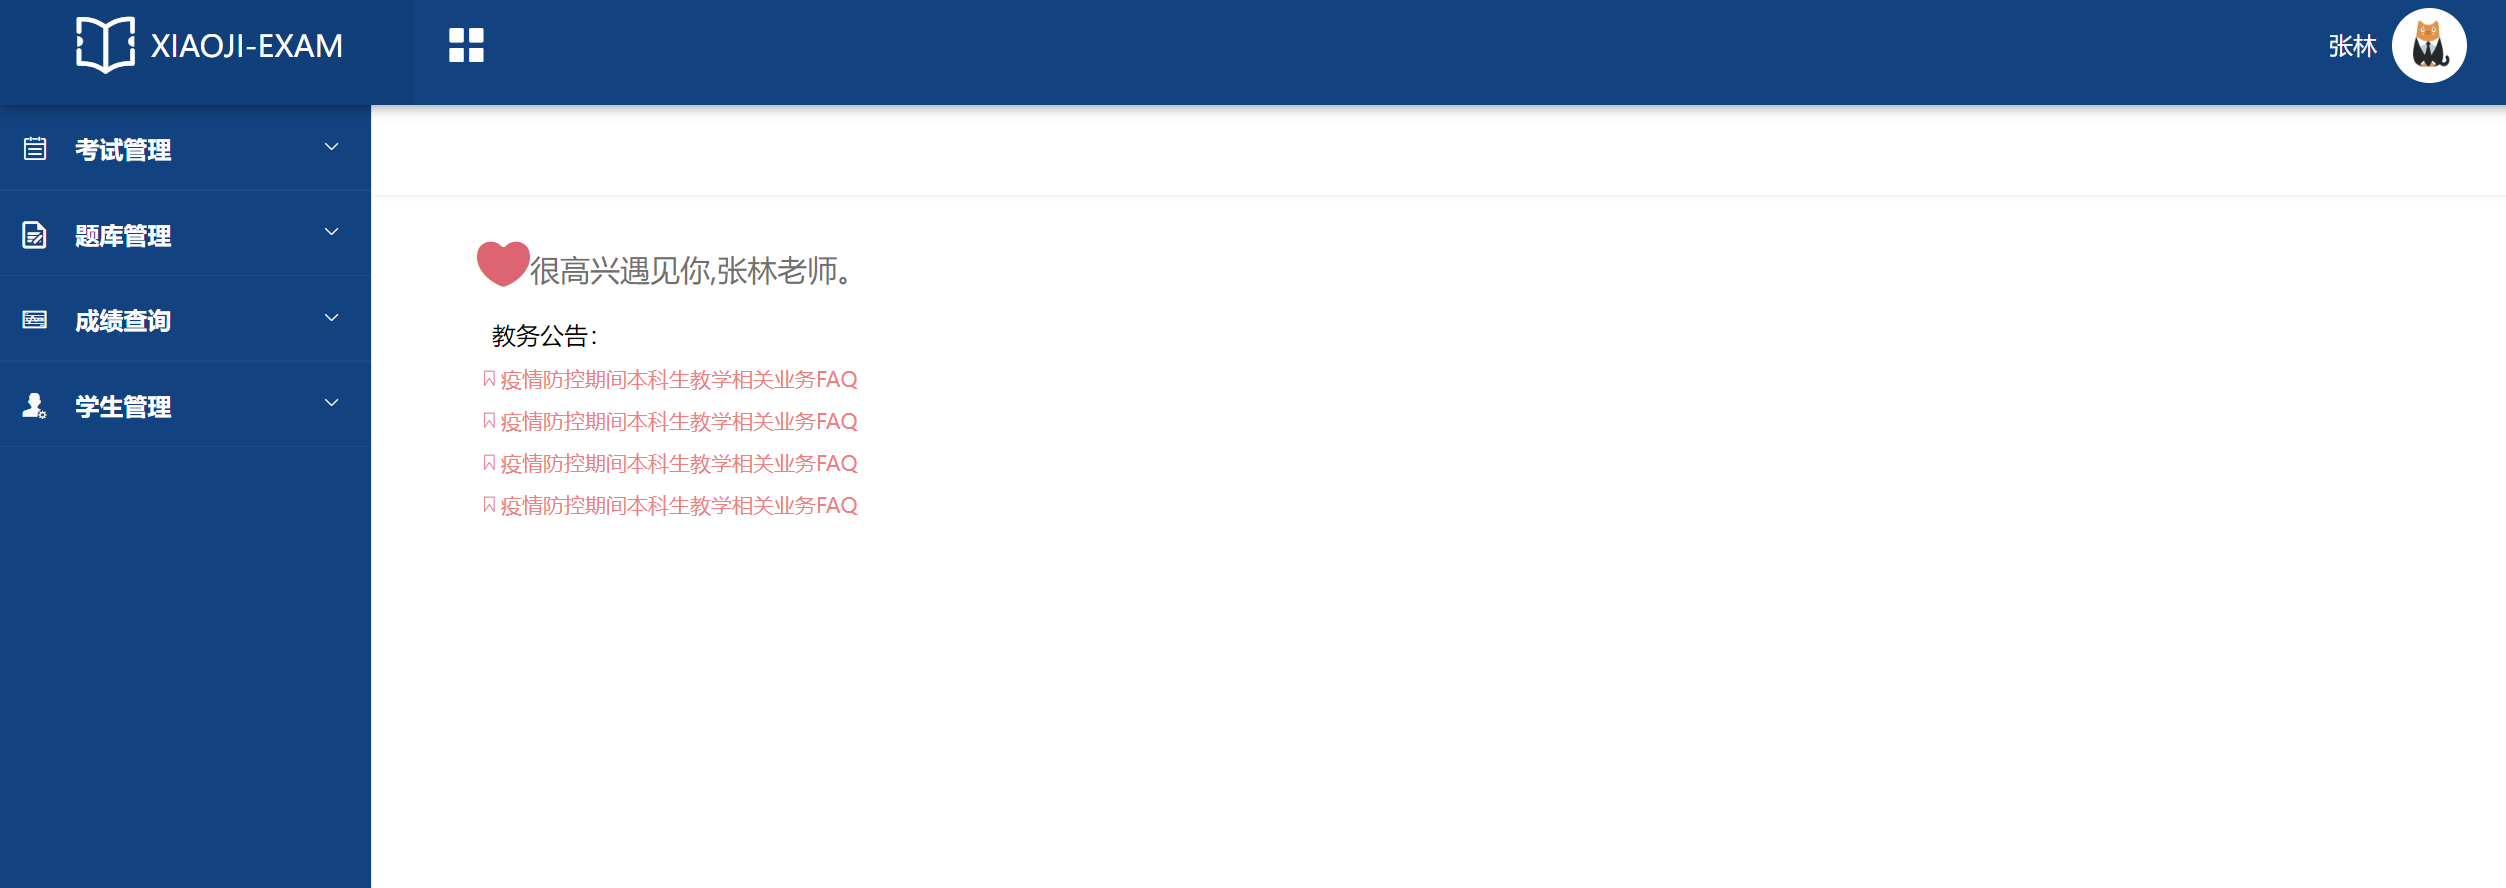 XIAOJI-EXAM
张林
考试管理
题库管理
成绩查询
学生管理
很高兴遇见你,张林老师。
教务公告：
疫情防控期间本科生教学相关业务FAQ
疫情防控期间本科生教学相关业务FAQ
疫情防控期间本科生教学相关业务FAQ
疫情防控期间本科生教学相关业务FAQ